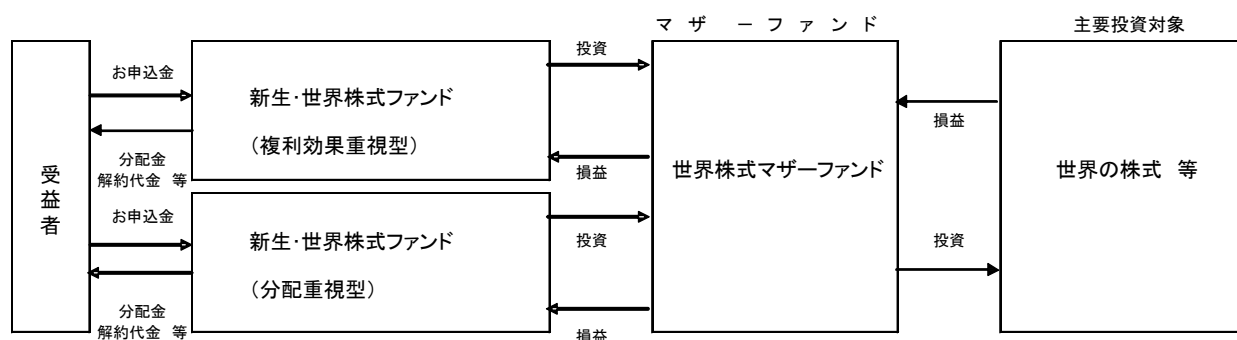 マ ザ ー フ ァ ン ド
主要投資対象
受益者
お申込金
分配金
解約代金 等
お申込金
分配金
解約代金 等
新生・世界株式ファンド
(複利効果重視型)
新生・世界株式ファンド
(分配重視型)
投資
損益
投資
損益
世界株式マザーファンド
損益
投資
世界の株式 等